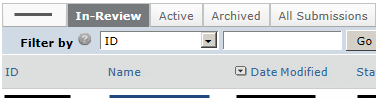 In-Review Active Archived All Submissions
Filter by ? ID Go
ID Name Date Modified Sta